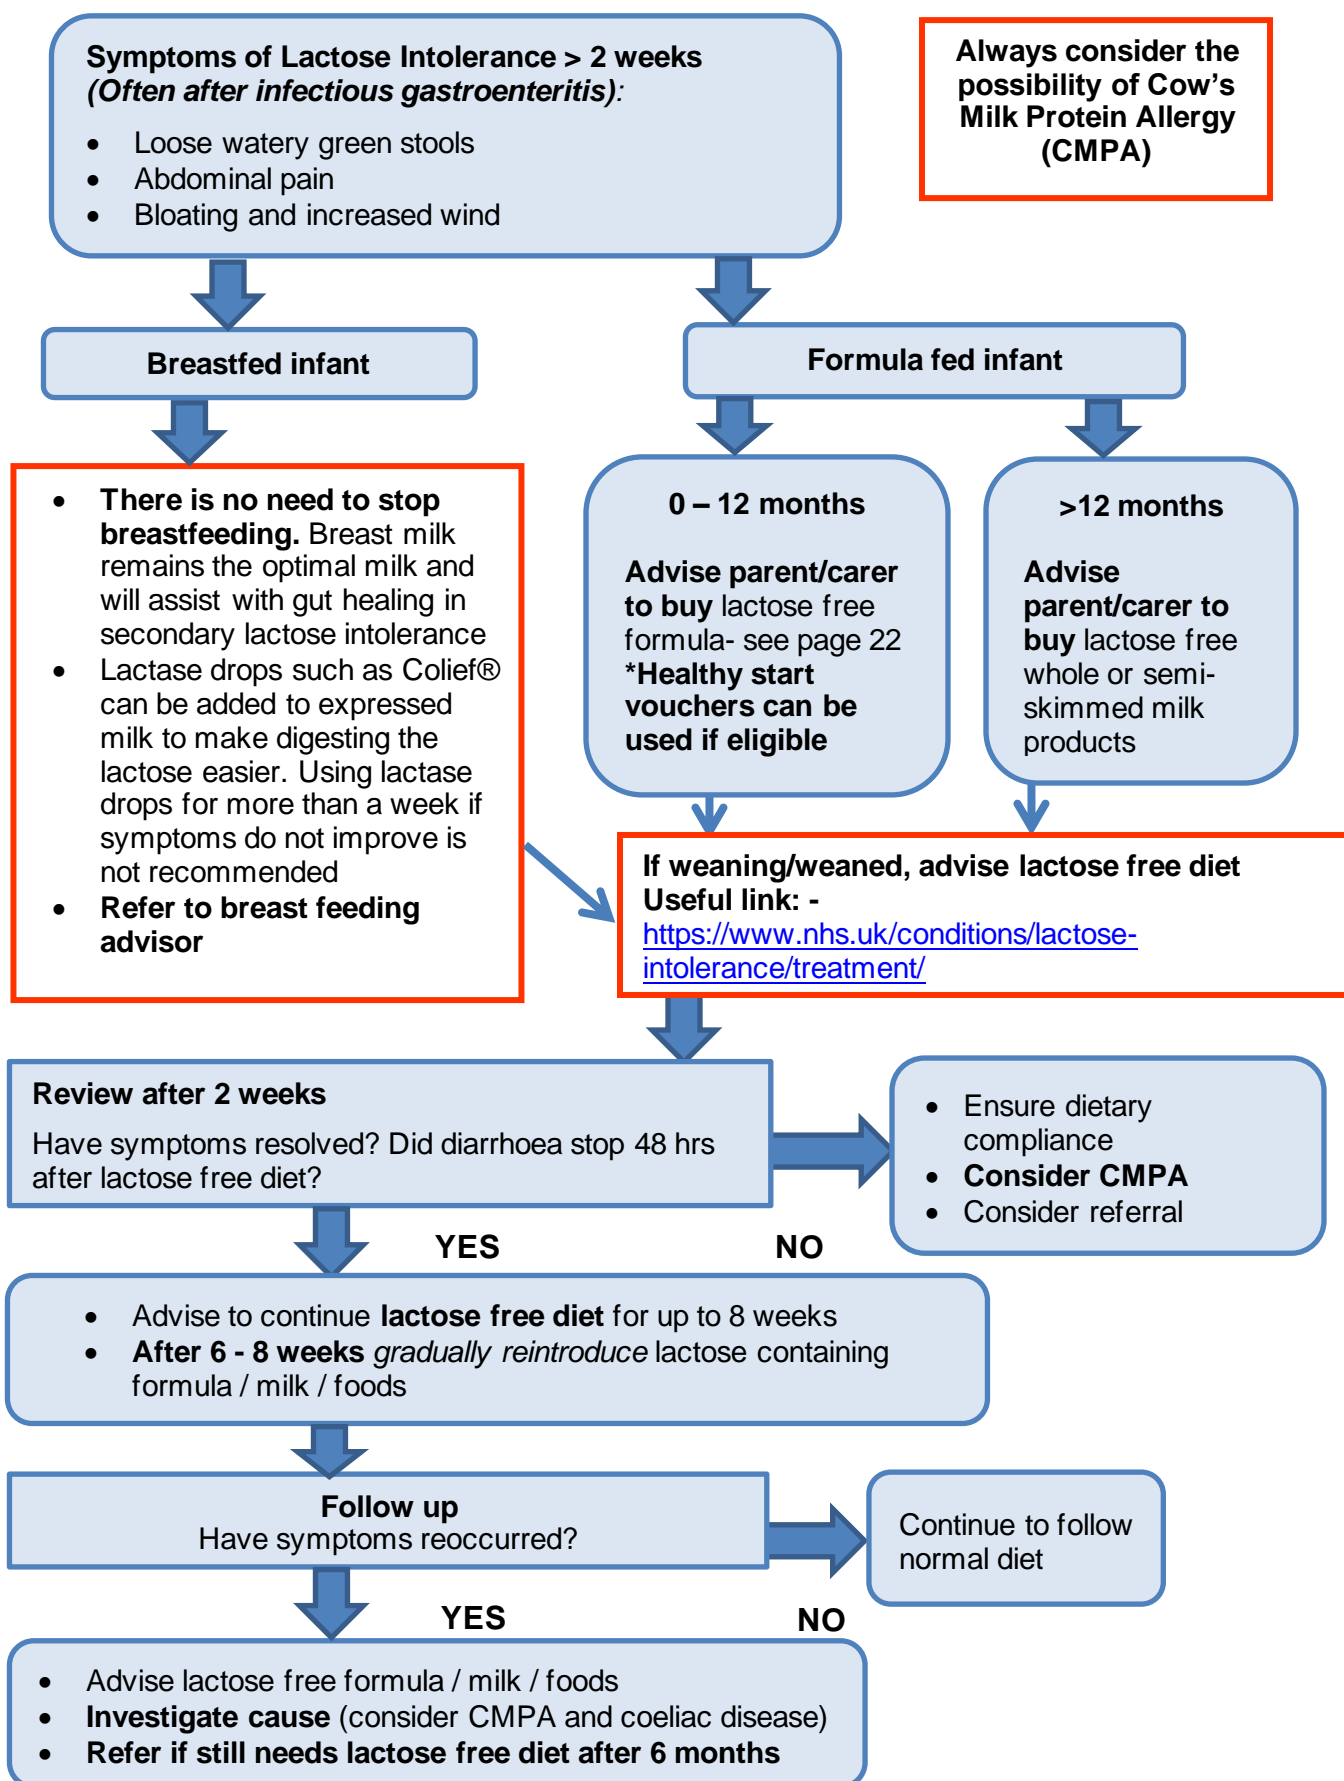 Symptoms of Lactose Intolerance > 2 weeks
(Often after infectious gastroenteritis):
• Loose watery green stools
• Abdominal pain
• Bloating and increased wind
Always consider the
possibility of Cow's
Milk Protein Allergy
(CMPA)
Breastfed infant
Formula fed infant
• There is no need to stop
breastfeeding. Breast milk
remains the optimal milk and
will assist with gut healing in
secondary lactose intolerance
• Lactase drops such as Colief®
can be added to expressed
milk to make digesting the
lactose easier. Using lactase
drops for more than a week if
symptoms do not improve is
not recommended
• Refer to breast feeding
advisor
0 – 12 months
Advise parent/carer
to buy lactose free
formula- see page 22
*Healthy start
vouchers can be
used if eligible
>12 months
Advise
parent/carer to
buy lactose free
whole or semi-
skimmed milk
products
If weaning/weaned, advise lactose free diet
Useful link: -
https://www.nhs.uk/conditions/lactose-
intolerance/treatment/
Review after 2 weeks
Have symptoms resolved? Did diarrhoea stop 48 hrs
after lactose free diet?
• Ensure dietary
compliance
• Consider CMPA
• Consider referral
YES
NO
• Advise to continue lactose free diet for up to 8 weeks
• After 6 - 8 weeks gradually reintroduce lactose containing
formula / milk / foods
Follow up
Have symptoms reoccurred?
Continue to follow
normal diet
YES
NO
• Advise lactose free formula / milk / foods
• Investigate cause (consider CMPA and coeliac disease)
• Refer if still needs lactose free diet after 6 months